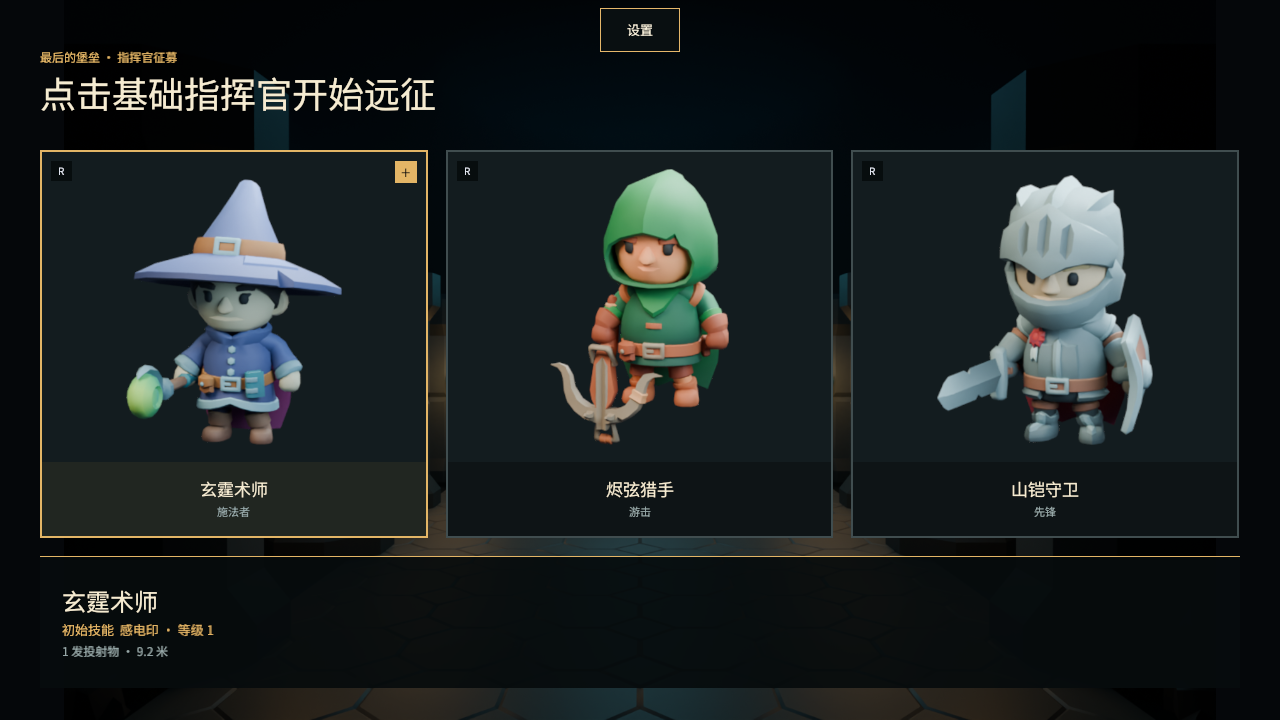 设置
最后的堡垒 · 指挥官征募
点击基础指挥官开始远征
R
+
R
R
玄霆术师
施法者
烬弦猎手
游击
山铠守卫
先锋
玄霆术师
初始技能 感电印 · 等级 1
1 发投射物 · 9.2 米